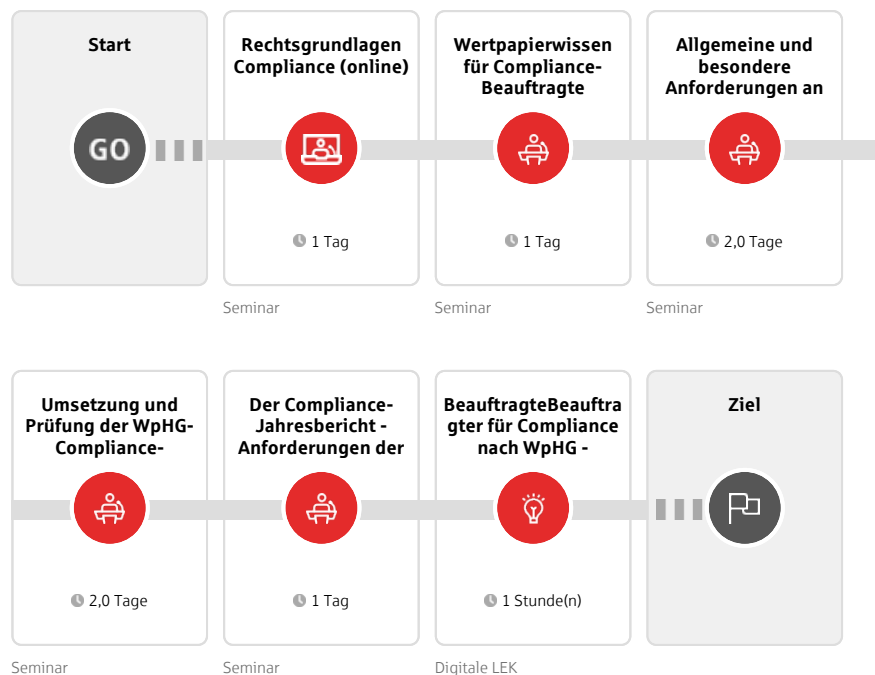 Start
GO
Rechtsgrundlagen
Compliance (online)
1 Tag
Seminar
Wertpapierwissen
für Compliance-
Beauftragte
1 Tag
Seminar
Allgemeine und
besondere
Anforderungen an
2,0 Tage
Seminar
Umsetzung und
Prüfung der WpHG-
Compliance-
2,0 Tage
Seminar
Der Compliance-
Jahresbericht -
Anforderungen der
1 Tag
Seminar
BeauftragteBeauftra
gter für Compliance
nach WpHG -
1 Stunde(n)
Digitale LEK
Ziel